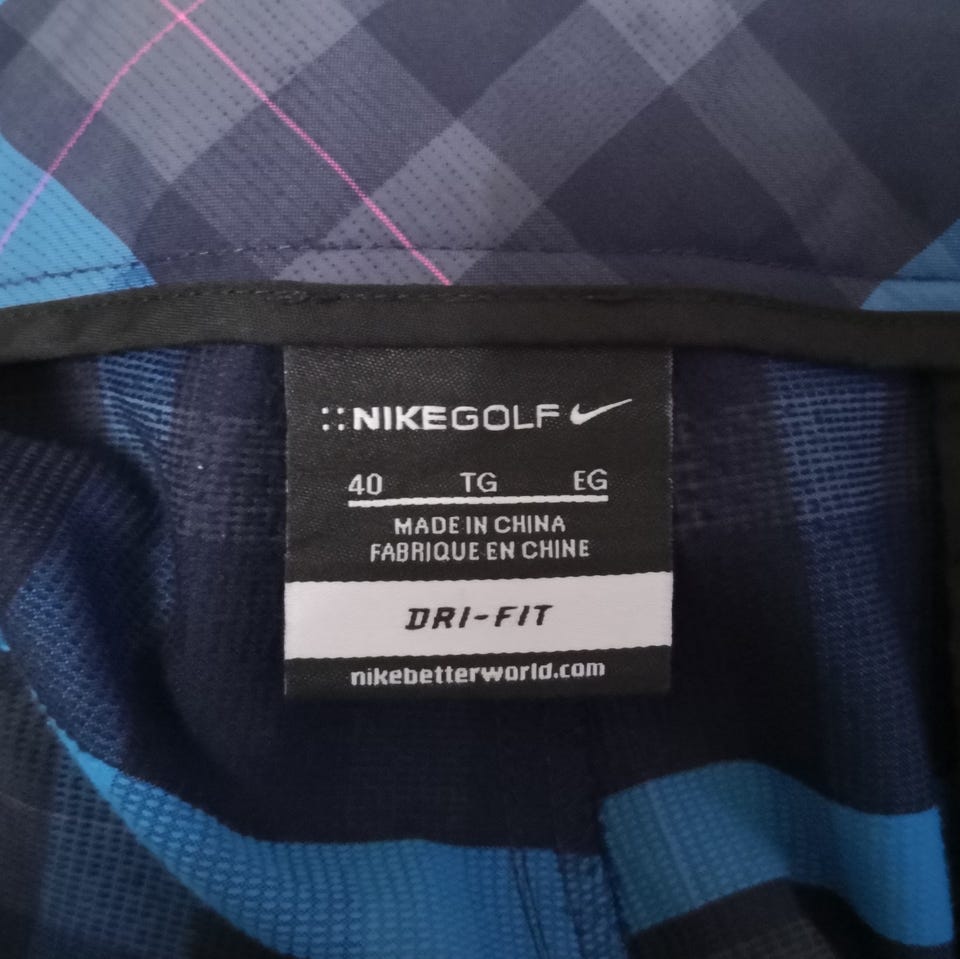 NIKEGOLF
40 TG EG
MADE IN CHINA
FABRIQUE EN CHINE
DRI-FIT
nikebetterworld.com